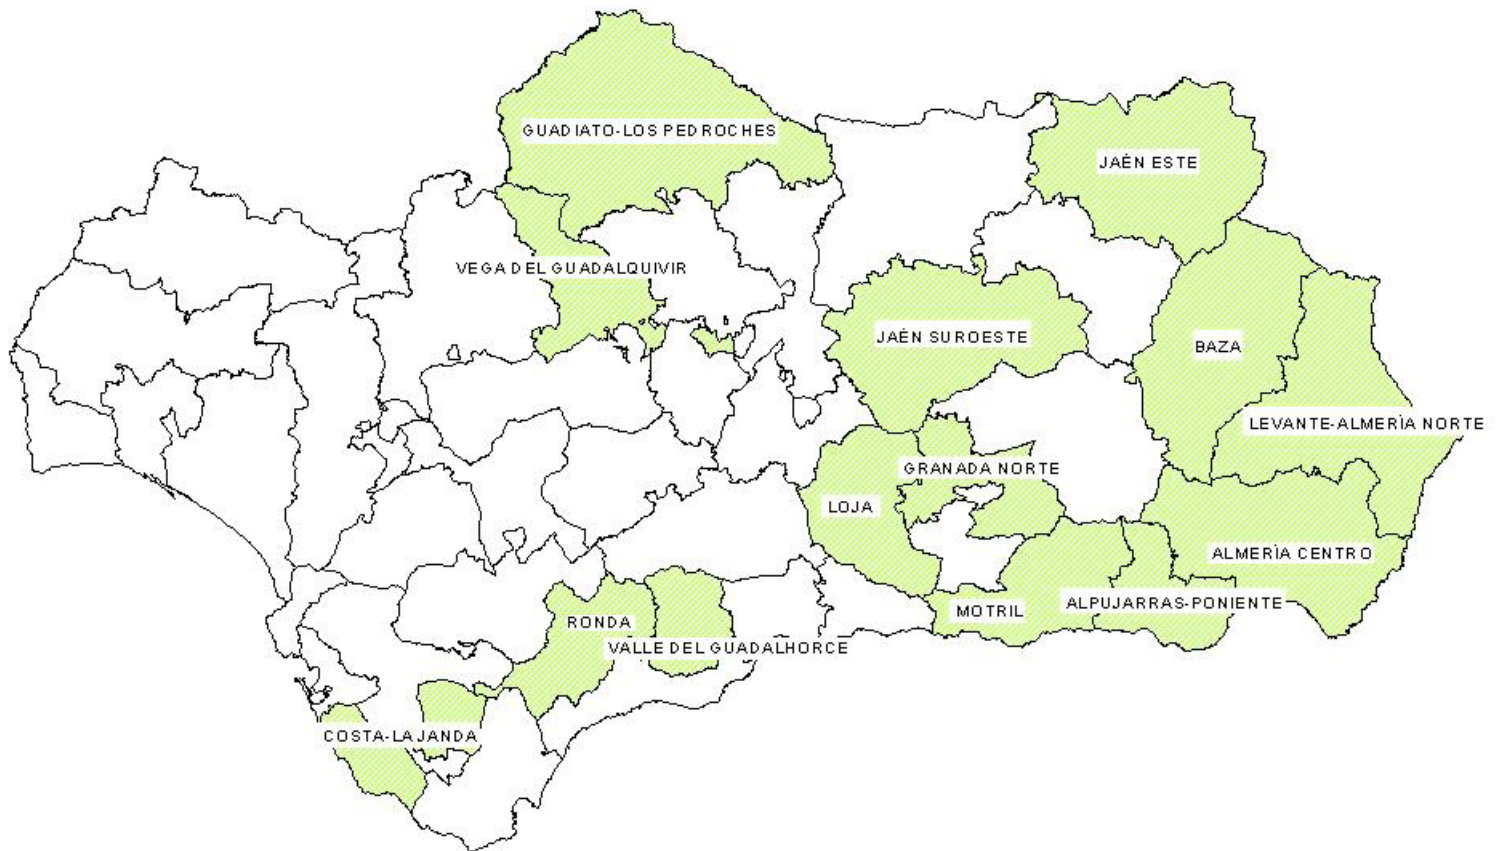 GUADIATO-LOS PEDROCHES
JAÉN ESTE
VEGA DEL GUADALQUIVIR
JAÉN SUROESTE
BAZA
LEVANTE-ALMERÍA NORTE
GRANADA NORTE
LOJA
ALMERÍA CENTRO
ALPUJARRAS-PONIENTE
MOTRIL
RONDA
VALLE DEL GUADALHORCE
COSTA-LA JANDA